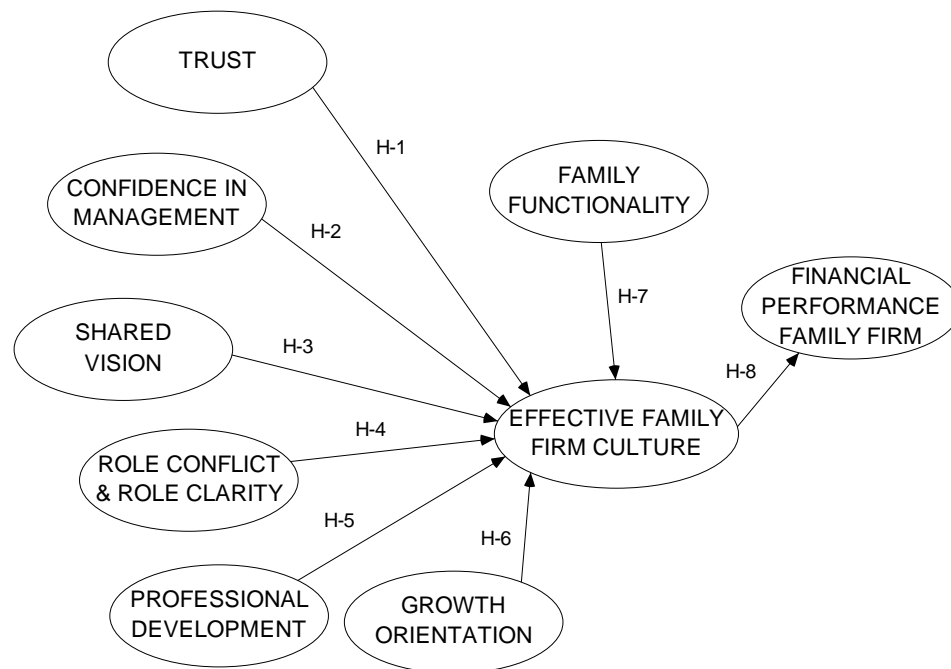 TRUST
H-1
CONFIDENCE IN
MANAGEMENT
H-2
FAMILY
FUNCTIONALITY
H-7
SHARED
VISION
H-3
FINANCIAL
PERFORMANCE
FAMILY FIRM
H-8
ROLE CONFLICT
& ROLE CLARITY
H-4
EFFECTIVE FAMILY
FIRM CULTURE
PROFESSIONAL
DEVELOPMENT
H-5
GROWTH
ORIENTATION
H-6